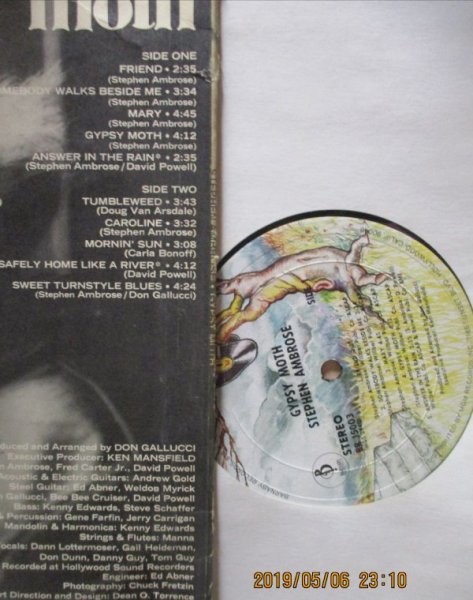 moth
SIDE ONE
FRIEND • 2:35
(Stephen Ambrose)
OMEBODY WALKS BESIDE ME • 3:34
(Stephen Ambrose)
MARY • 4:45
(Stephen Ambrose)
GYPSY MOTH • 4:12
(Stephen Ambrose)
ANSWER IN THE RAIN* • 2:35
(Stephen Ambrose/David Powell)
SIDE TWO
TUMBLEWEED • 3:43
(Doug Van Arsdale)
CAROLINE • 3:32
(Stephen Ambrose)
MORNIN' SUN • 3:08
(Carla Bonoff)
SAFELY HOME LIKE A RIVER* • 4:12
(David Powell)
SWEET TURNSTYLE BLUES • 4:24
(Stephen Ambrose/Don Gallucci)
oduced and Arranged by DON GALLUCCI
Executive Producer: KEN MANSFIELD
n Ambrose, Fred Carter Jr., David Powell
Acoustic & Electric Guitars: Andrew Gold
Steel Guitar: Ed Abner, Weldon Myrick
n Gallucci, Bee Bee Cruiser, David Powell
Bass: Kenny Edwards, Steve Schaffer
& Percussion: Gene Farfin, Jerry Carrigan
Mandolin & Harmonica: Kenny Edwards
Strings & Flutes: Manna
Vocals: Dann Lottermoser, Gail Heideman,
Don Dunn, Danny Guy, Tom Guy
Recorded at Hollywood Sound Recorders
Engineer: Ed Abner
Photography: Chuck Fretzin
Art Direction and Design: Dean O. Torrence
GYPSY MOTH
STEPHEN AMBROSE
STEREO
2019/05/06 23:10